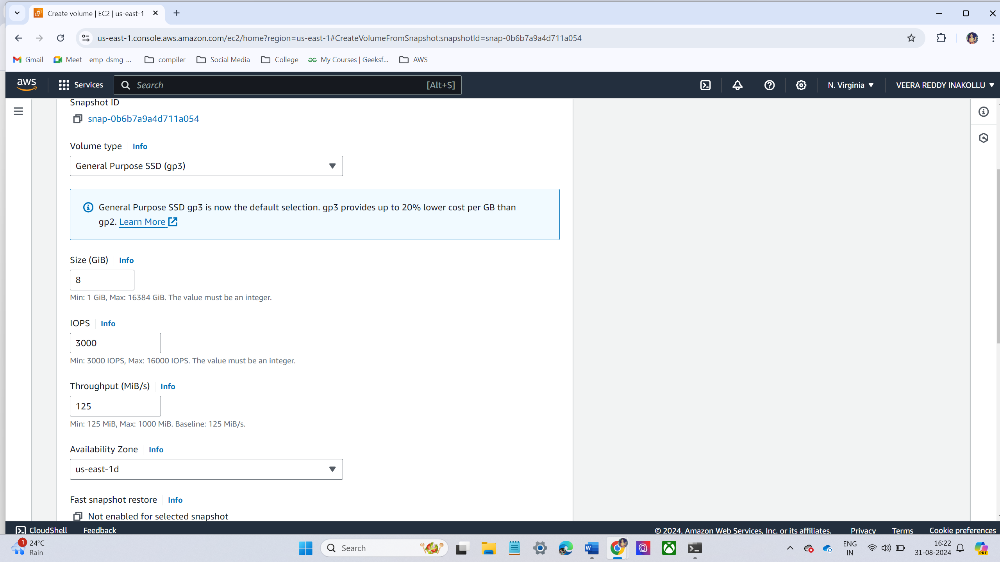 Create volume | EC2 | us-east-1
us-east-1.console.aws.amazon.com/ec2/home?region=us-east-1#CreateVolumeFromSnapshot:snapshotId=snap-0b6b7a9a4d711a054
Gmail Meet – emp-dsmg-... compiler Social Media College My Courses | Geeksf... AWS
aws Services Search [Alt+S] N. Virginia VEERA REDDY INAKOLLU
Snapshot ID
snap-0b6b7a9a4d711a054
Volume type Info
General Purpose SSD (gp3)
General Purpose SSD gp3 is now the default selection. gp3 provides up to 20% lower cost per GB than
gp2. Learn More
Size (GiB) Info
8
Min: 1 GiB, Max: 16384 GiB. The value must be an integer.
IOPS Info
3000
Min: 3000 IOPS, Max: 16000 IOPS. The value must be an integer.
Throughput (MiB/s) Info
125
Min: 125 MiB, Max: 1000 MiB. Baseline: 125 MiB/s.
Availability Zone Info
us-east-1d
Fast snapshot restore Info
Not enabled for selected snapshot
CloudShell Feedback © 2024, Amazon Web Services, Inc. or its affiliates. Privacy Terms Cookie preferences
1 24°C
Rain
Search
W
ENG
IN
16:22
31-08-2024
PRE